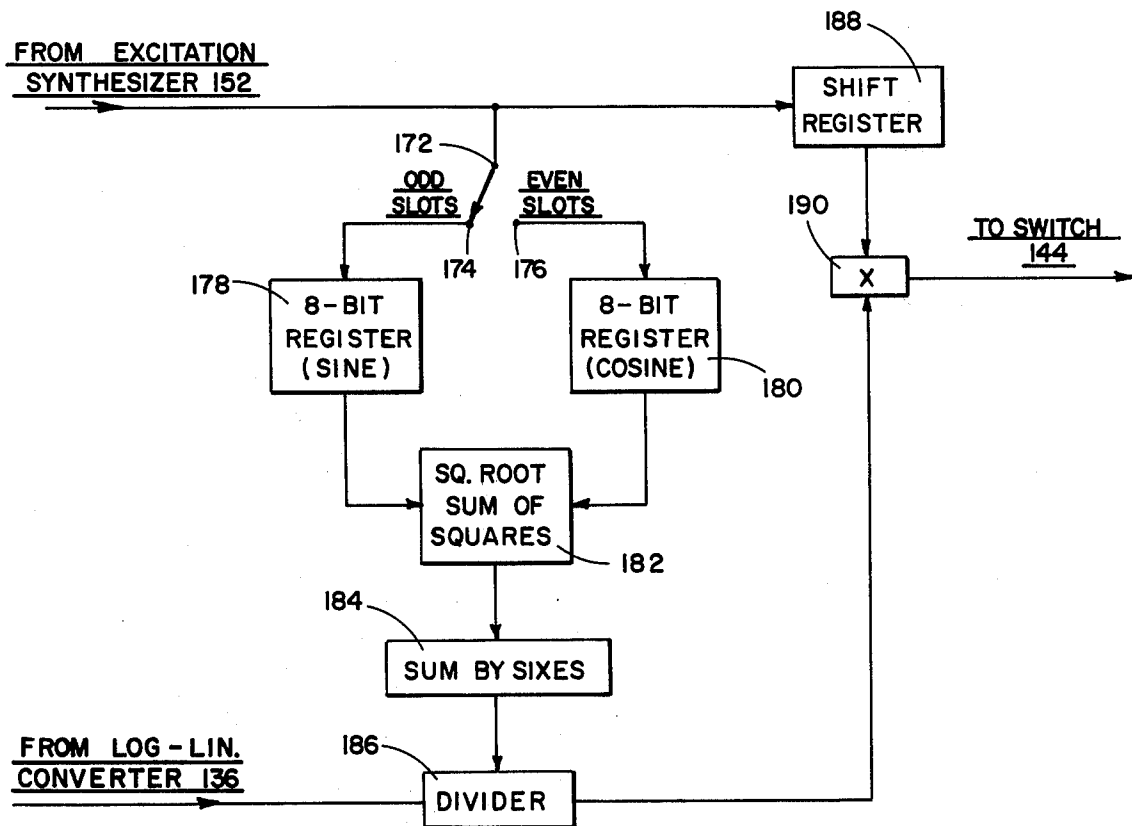 188
FROM EXCITATION
SYNTHESIZER 152
SHIFT
REGISTER
172
ODD
SLOTS
EVEN
SLOTS
174
176
190
TO SWITCH
144
X
178
8-BIT
REGISTER
(SINE)
8-BIT
REGISTER
(COSINE)
180
SQ. ROOT
SUM OF
SQUARES
182
184
SUM BY SIXES
FROM LOG-LIN.
CONVERTER 136
186
DIVIDER